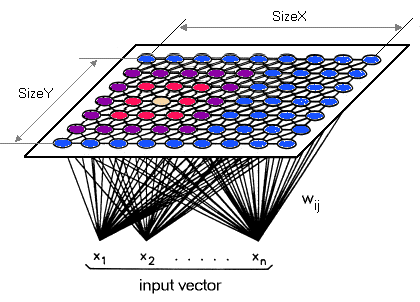 SizeX
SizeY
wij
x1 x2 . . . . . xn
input vector